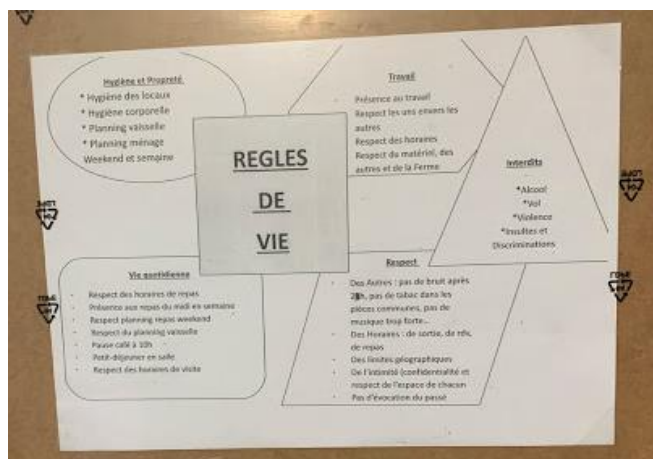 REGLES
DE
VIE
Hygiène et Propreté
* Hygiène des locaux
* Hygiène corporelle
* Planning vaisselle
* Planning ménage
Weekend et semaine
Travail
Présence au travail
Respect les uns envers les
autres
Respect des horaires
Respect du matériel, des
autres et de la Ferme
Interdits
*Alcool
*Vol
*Violence
*Insultes et
Discriminations
Vie quotidienne
- Respect des horaires de repas
- Présence aux repas du midi en semaine
- Respect planning repas weekend
- Respect du planning vaisselle
- Pause café à 10h
- Petit-déjeuner en salle
- Respect des horaires de visite
Respect
- Des Autres : pas de bruit après
, pas de tabac dans les
pièces communes, pas de
musique trop forte...
- Des Horaires : de sortie, de rdv,
de repas
- Des limites géographiques
- De l'intimité (confidentialité et
respect de l'espace de chacun
- Pas d'évocation du passé